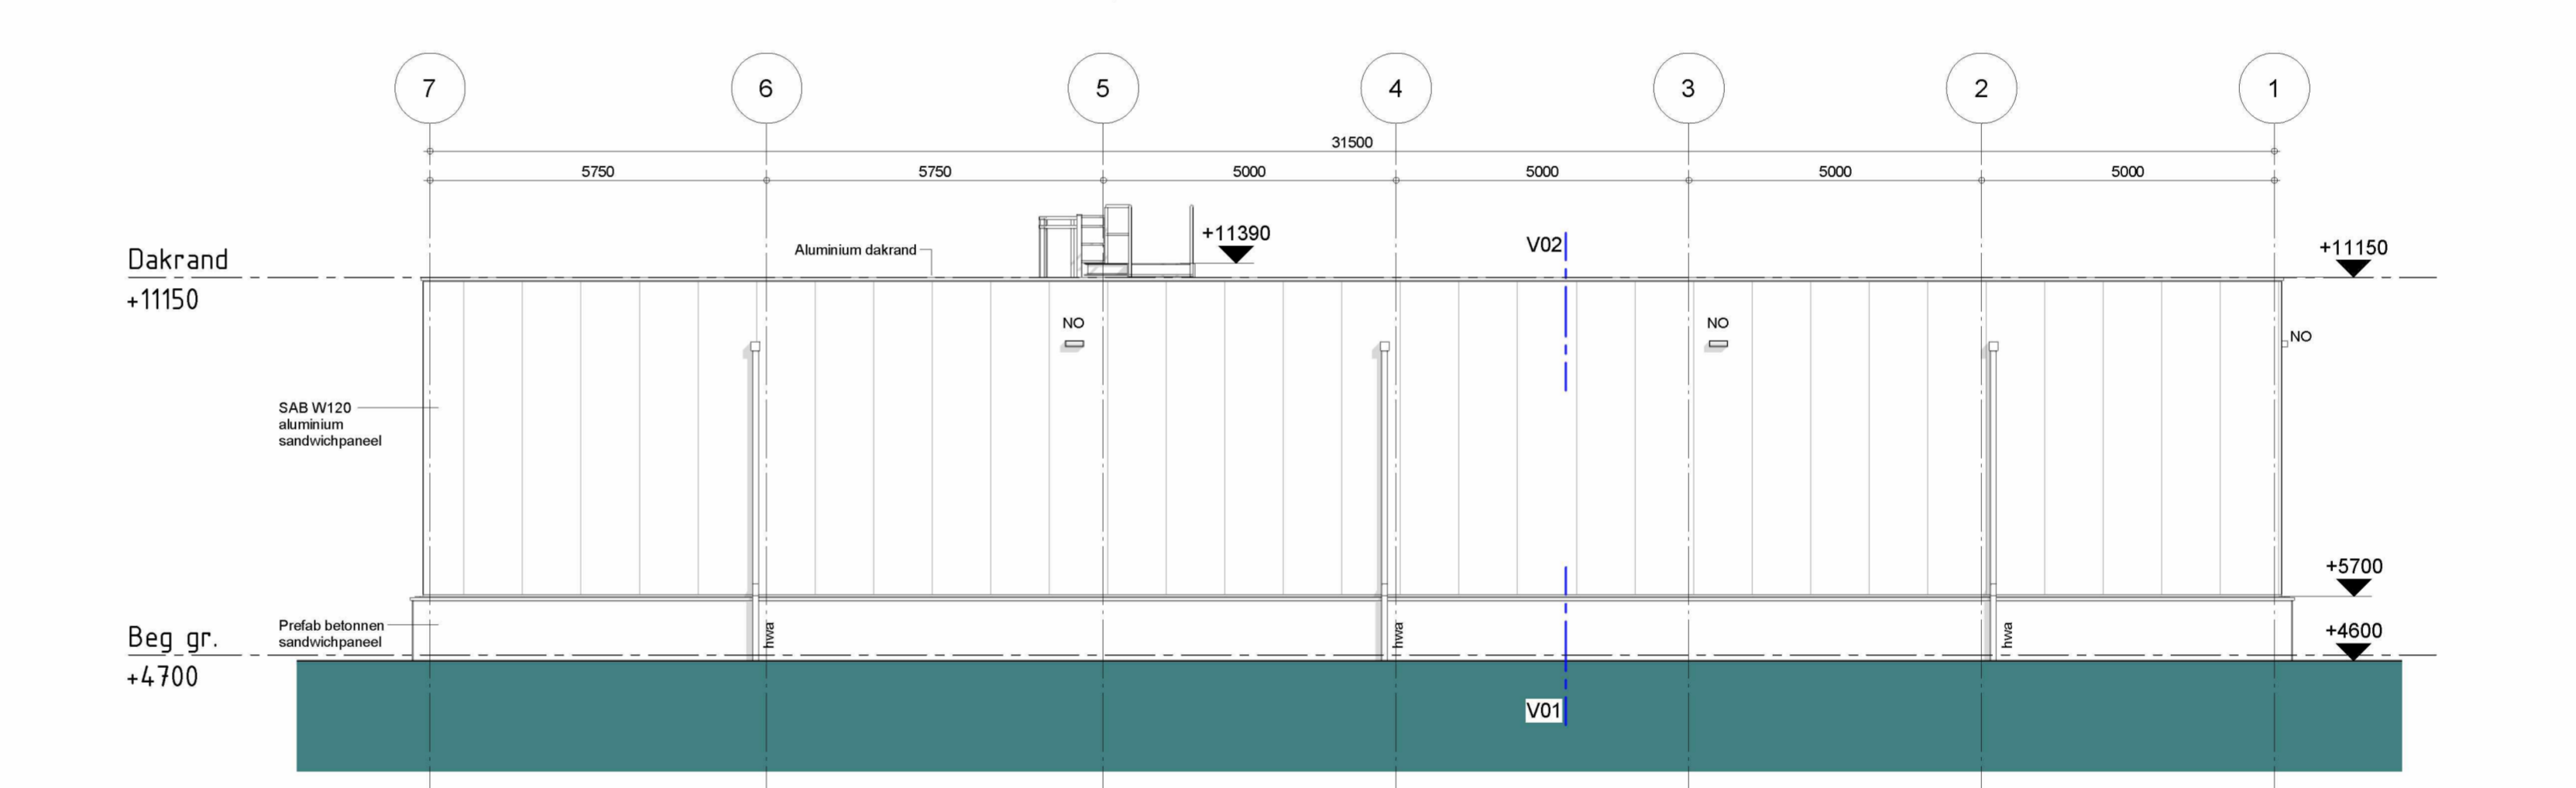 7 6 5 4 3 2 1
31500
5750 5750 5000 5000 5000 5000
+11390
V02
+11150
Aluminium dakrand
Dakrand
+11150
NO
NO
NO
SAB W120
aluminium
sandwichpaneel
+5700
Prefab betonnen
sandwichpaneel
hwa
hwa
hwa
+4600
Beg gr.
+4700
V01